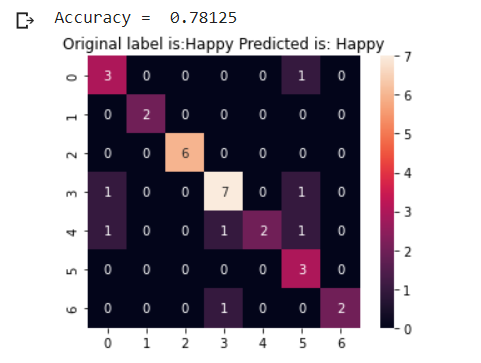 Accuracy = 0.78125
Original label is:Happy Predicted is: Happy
0 3 0 0 0 0 1 0
1 0 2 0 0 0 0 0
2 0 0 6 0 0 0 0
3 1 0 0 7 0 1 0
4 1 0 0 1 2 1 0
5 0 0 0 0 0 3 0
6 0 0 0 1 0 0 2
0 1 2 3 4 5 6
7
6
5
4
3
2
1
0